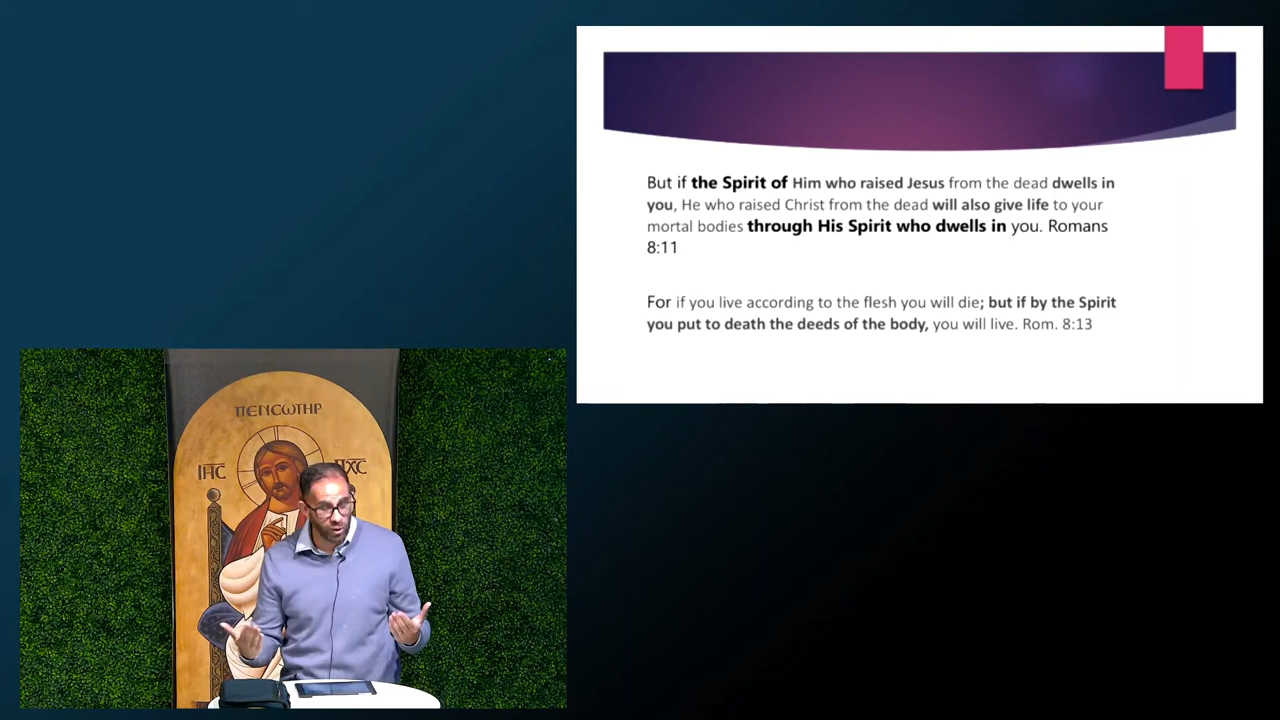 But if the Spirit of Him who raised Jesus from the dead dwells in
you, He who raised Christ from the dead will also give life to your
mortal bodies through His Spirit who dwells in you. Romans
8:11
For if you live according to the flesh you will die; but if by the Spirit
you put to death the deeds of the body, you will live. Rom. 8:13
ⲠⲈⲚⲤⲰⲦⲎⲢ
ⲒⲎⲤ
ⲠⲬⲤ